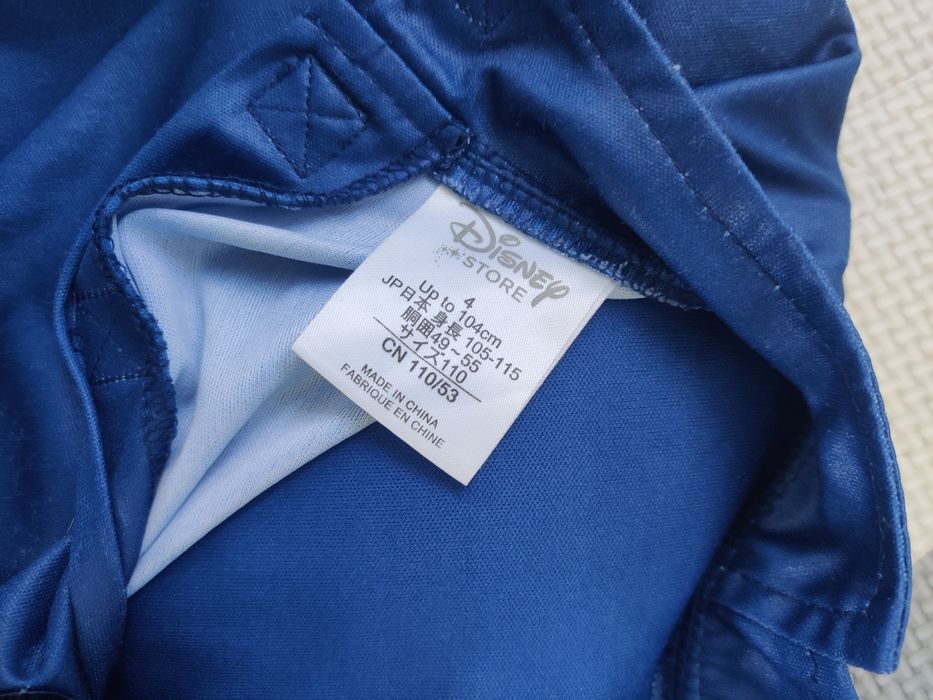 Disney
STORE
4
Up to 104cm
JP日本 身長 105-115
胴囲49~55
サイズ110
CN 110/53
MADE IN CHINA
FABRIQUE EN CHINE